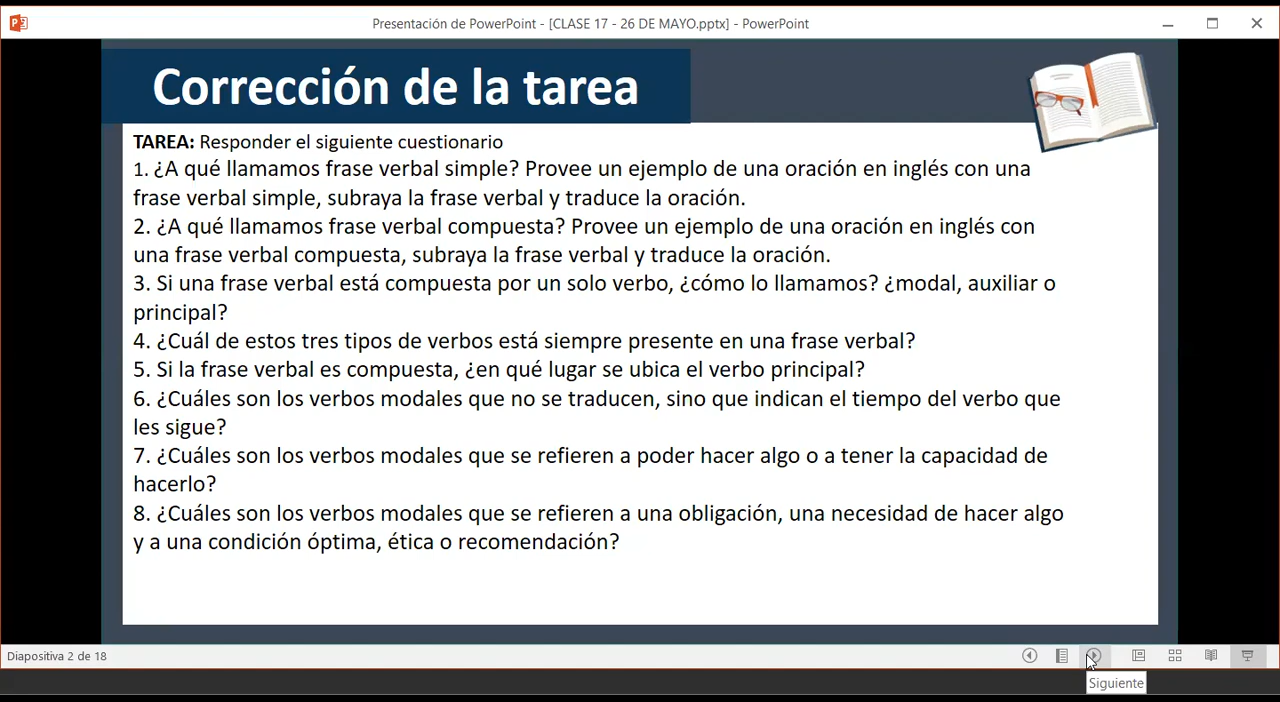 Presentación de PowerPoint - [CLASE 17 - 26 DE MAYO.pptx] - PowerPoint
Corrección de la tarea
TAREA: Responder el siguiente cuestionario
1. ¿A qué llamamos frase verbal simple? Provee un ejemplo de una oración en inglés con una
frase verbal simple, subraya la frase verbal y traduce la oración.
2. ¿A qué llamamos frase verbal compuesta? Provee un ejemplo de una oración en inglés con
una frase verbal compuesta, subraya la frase verbal y traduce la oración.
3. Si una frase verbal está compuesta por un solo verbo, ¿cómo lo llamamos? ¿modal, auxiliar o
principal?
4. ¿Cuál de estos tres tipos de verbos está siempre presente en una frase verbal?
5. Si la frase verbal es compuesta, ¿en qué lugar se ubica el verbo principal?
6. ¿Cuáles son los verbos modales que no se traducen, sino que indican el tiempo del verbo que
les sigue?
7. ¿Cuáles son los verbos modales que se refieren a poder hacer algo o a tener la capacidad de
hacerlo?
8. ¿Cuáles son los verbos modales que se refieren a una obligación, una necesidad de hacer algo
y a una condición óptima, ética o recomendación?
Diapositiva 2 de 18
Siguiente